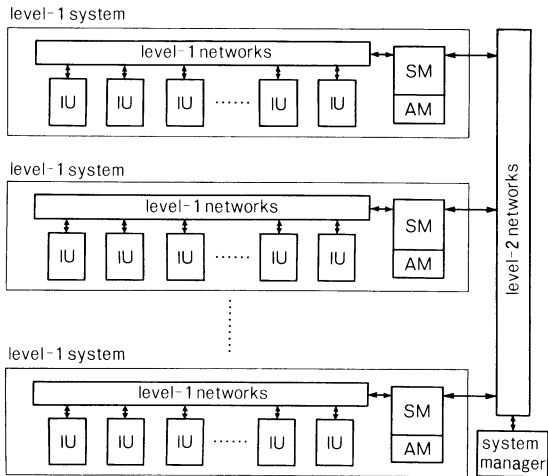 level-1 system
level-1 networks
IU IU IU ...... IU IU
SM
AM
level-1 system
level-1 networks
IU IU IU ...... IU IU
SM
AM
level-1 system
level-1 networks
IU IU IU ...... IU IU
SM
AM
level-2 networks
system
manager